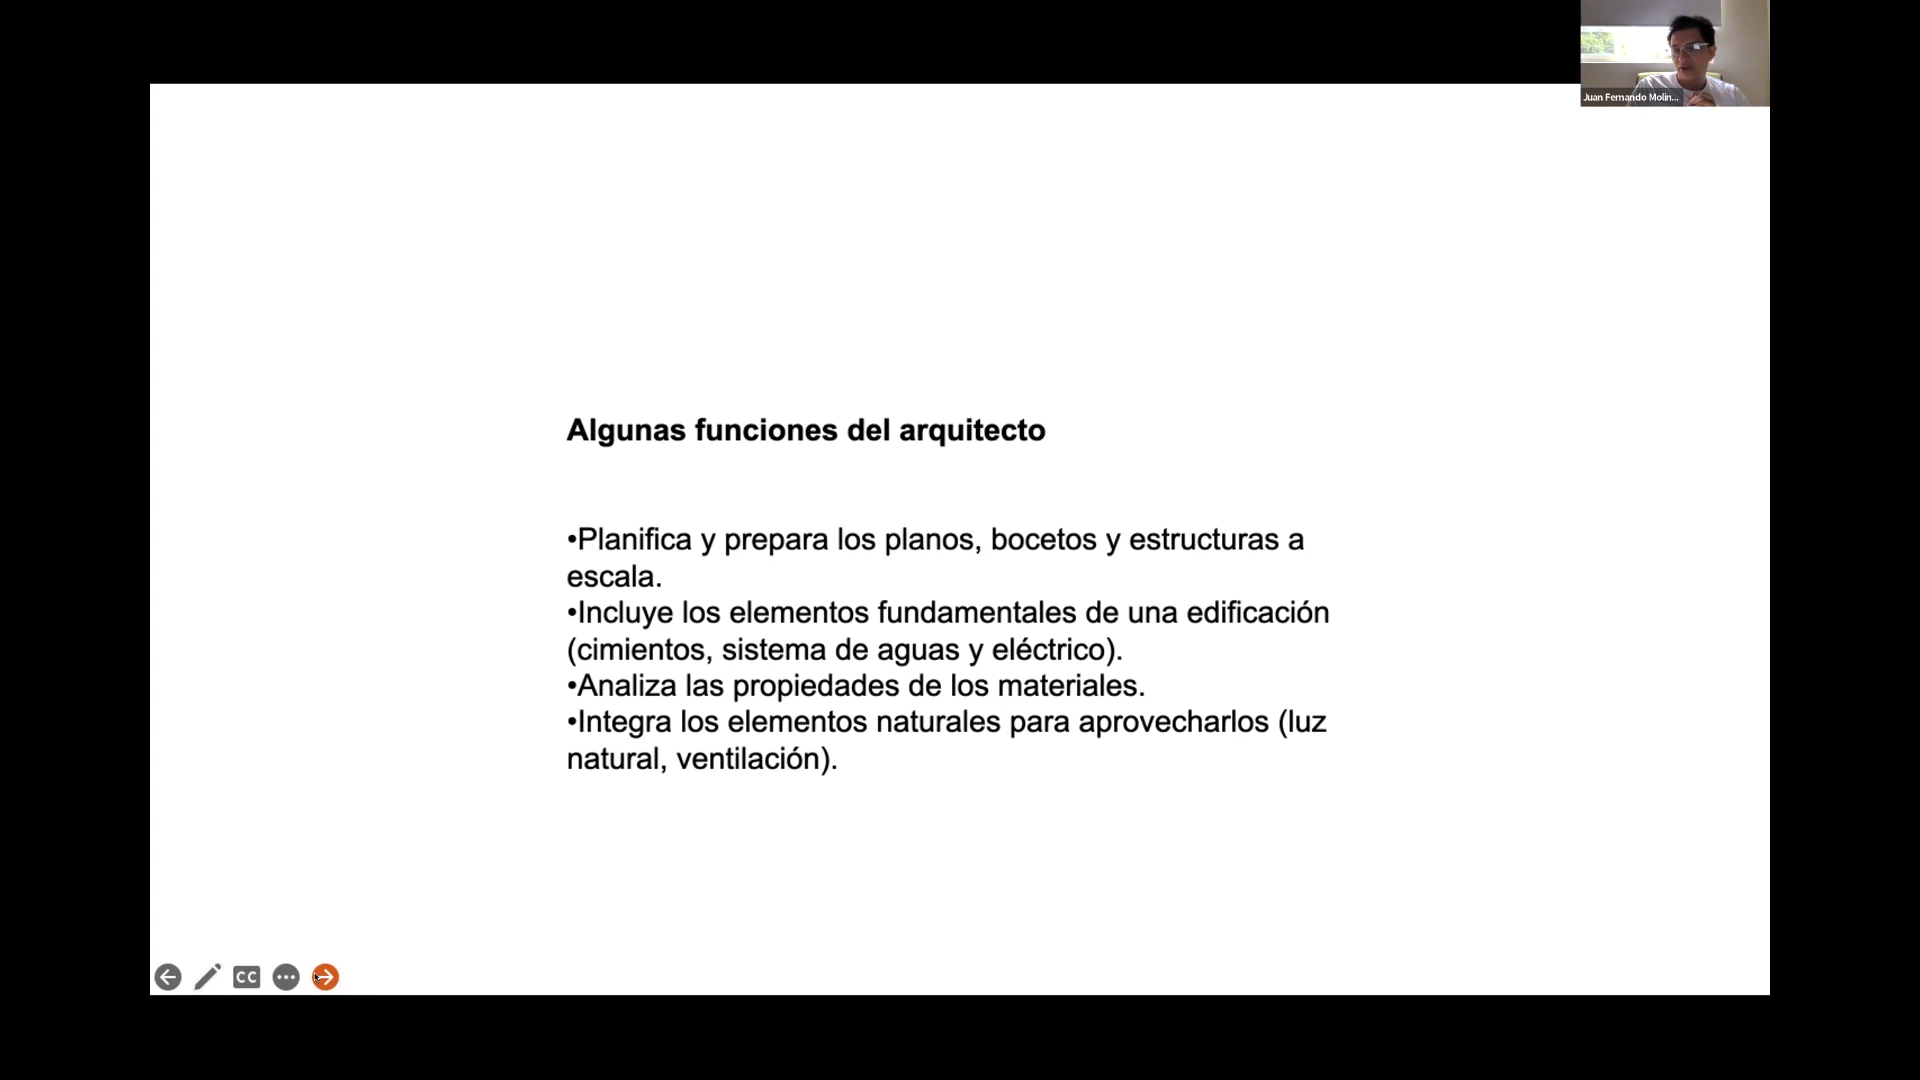 Juan Fernando Molin...
Algunas funciones del arquitecto
•Planifica y prepara los planos, bocetos y estructuras a
escala.
•Incluye los elementos fundamentales de una edificación
(cimientos, sistema de aguas y eléctrico).
•Analiza las propiedades de los materiales.
•Integra los elementos naturales para aprovecharlos (luz
natural, ventilación).
CC